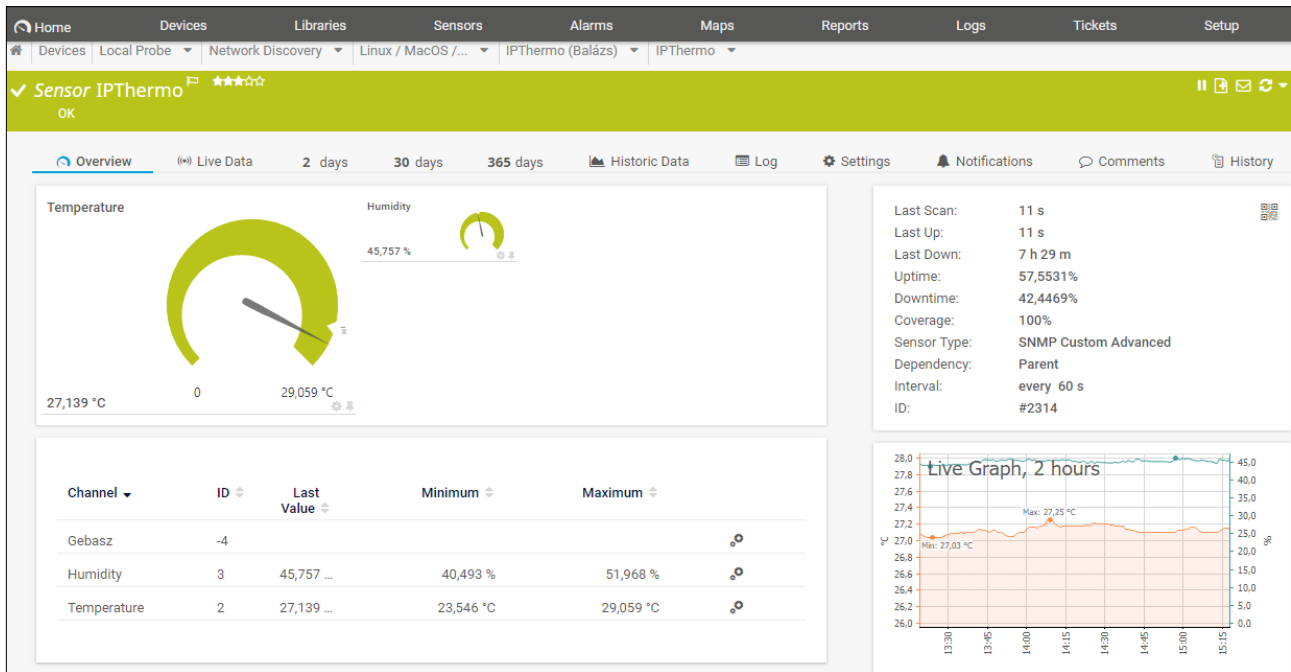 Home Devices Libraries Sensors Alarms Maps Reports Logs Tickets Setup
Devices Local Probe Network Discovery Linux / MacOS /... IPThermo (Balázs) IPThermo
Sensor IPThermo
OK
Overview Live Data 2 days 30 days 365 days Historic Data Log Settings Notifications Comments History
Temperature
0
29,059 °C
27,139 °C
Humidity
45,757 %
Last Scan: 11 s
Last Up: 11 s
Last Down: 7 h 29 m
Uptime: 57,5531%
Downtime: 42,4469%
Coverage: 100%
Sensor Type: SNMP Custom Advanced
Dependency: Parent
Interval: every 60 s
ID: #2314
Channel ID Last Value Minimum Maximum
Gebasz -4
Humidity 3 45,757 ... 40,493 % 51,968 %
Temperature 2 27,139 ... 23,546 °C 29,059 °C
Live Graph, 2 hours
28,0
27,8
27,6
27,4
27,2
27,0
26,8
26,6
26,4
26,2
26,0
°C
Max: 27,25 °C
Min: 27,03 °C
45,0
40,0
35,0
30,0
25,0
20,0
15,0
10,0
5,0
0,0
%
13:30 13:45 14:00 14:15 14:30 14:45 15:00 15:15